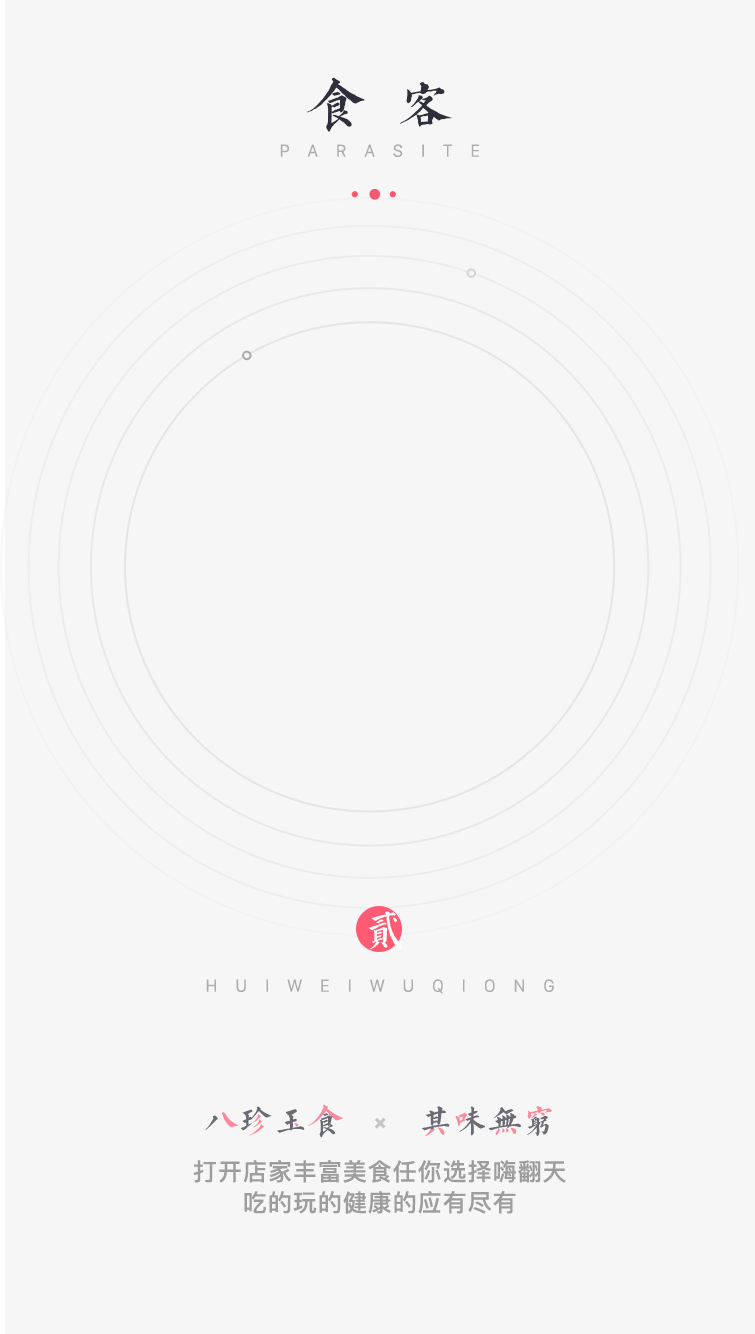 食客
PARASITE
貳
HUIWEIWUQIONG
八珍玉食 × 其味無窮
打开店家丰富美食任你选择嗨翻天
吃的玩的健康的应有尽有